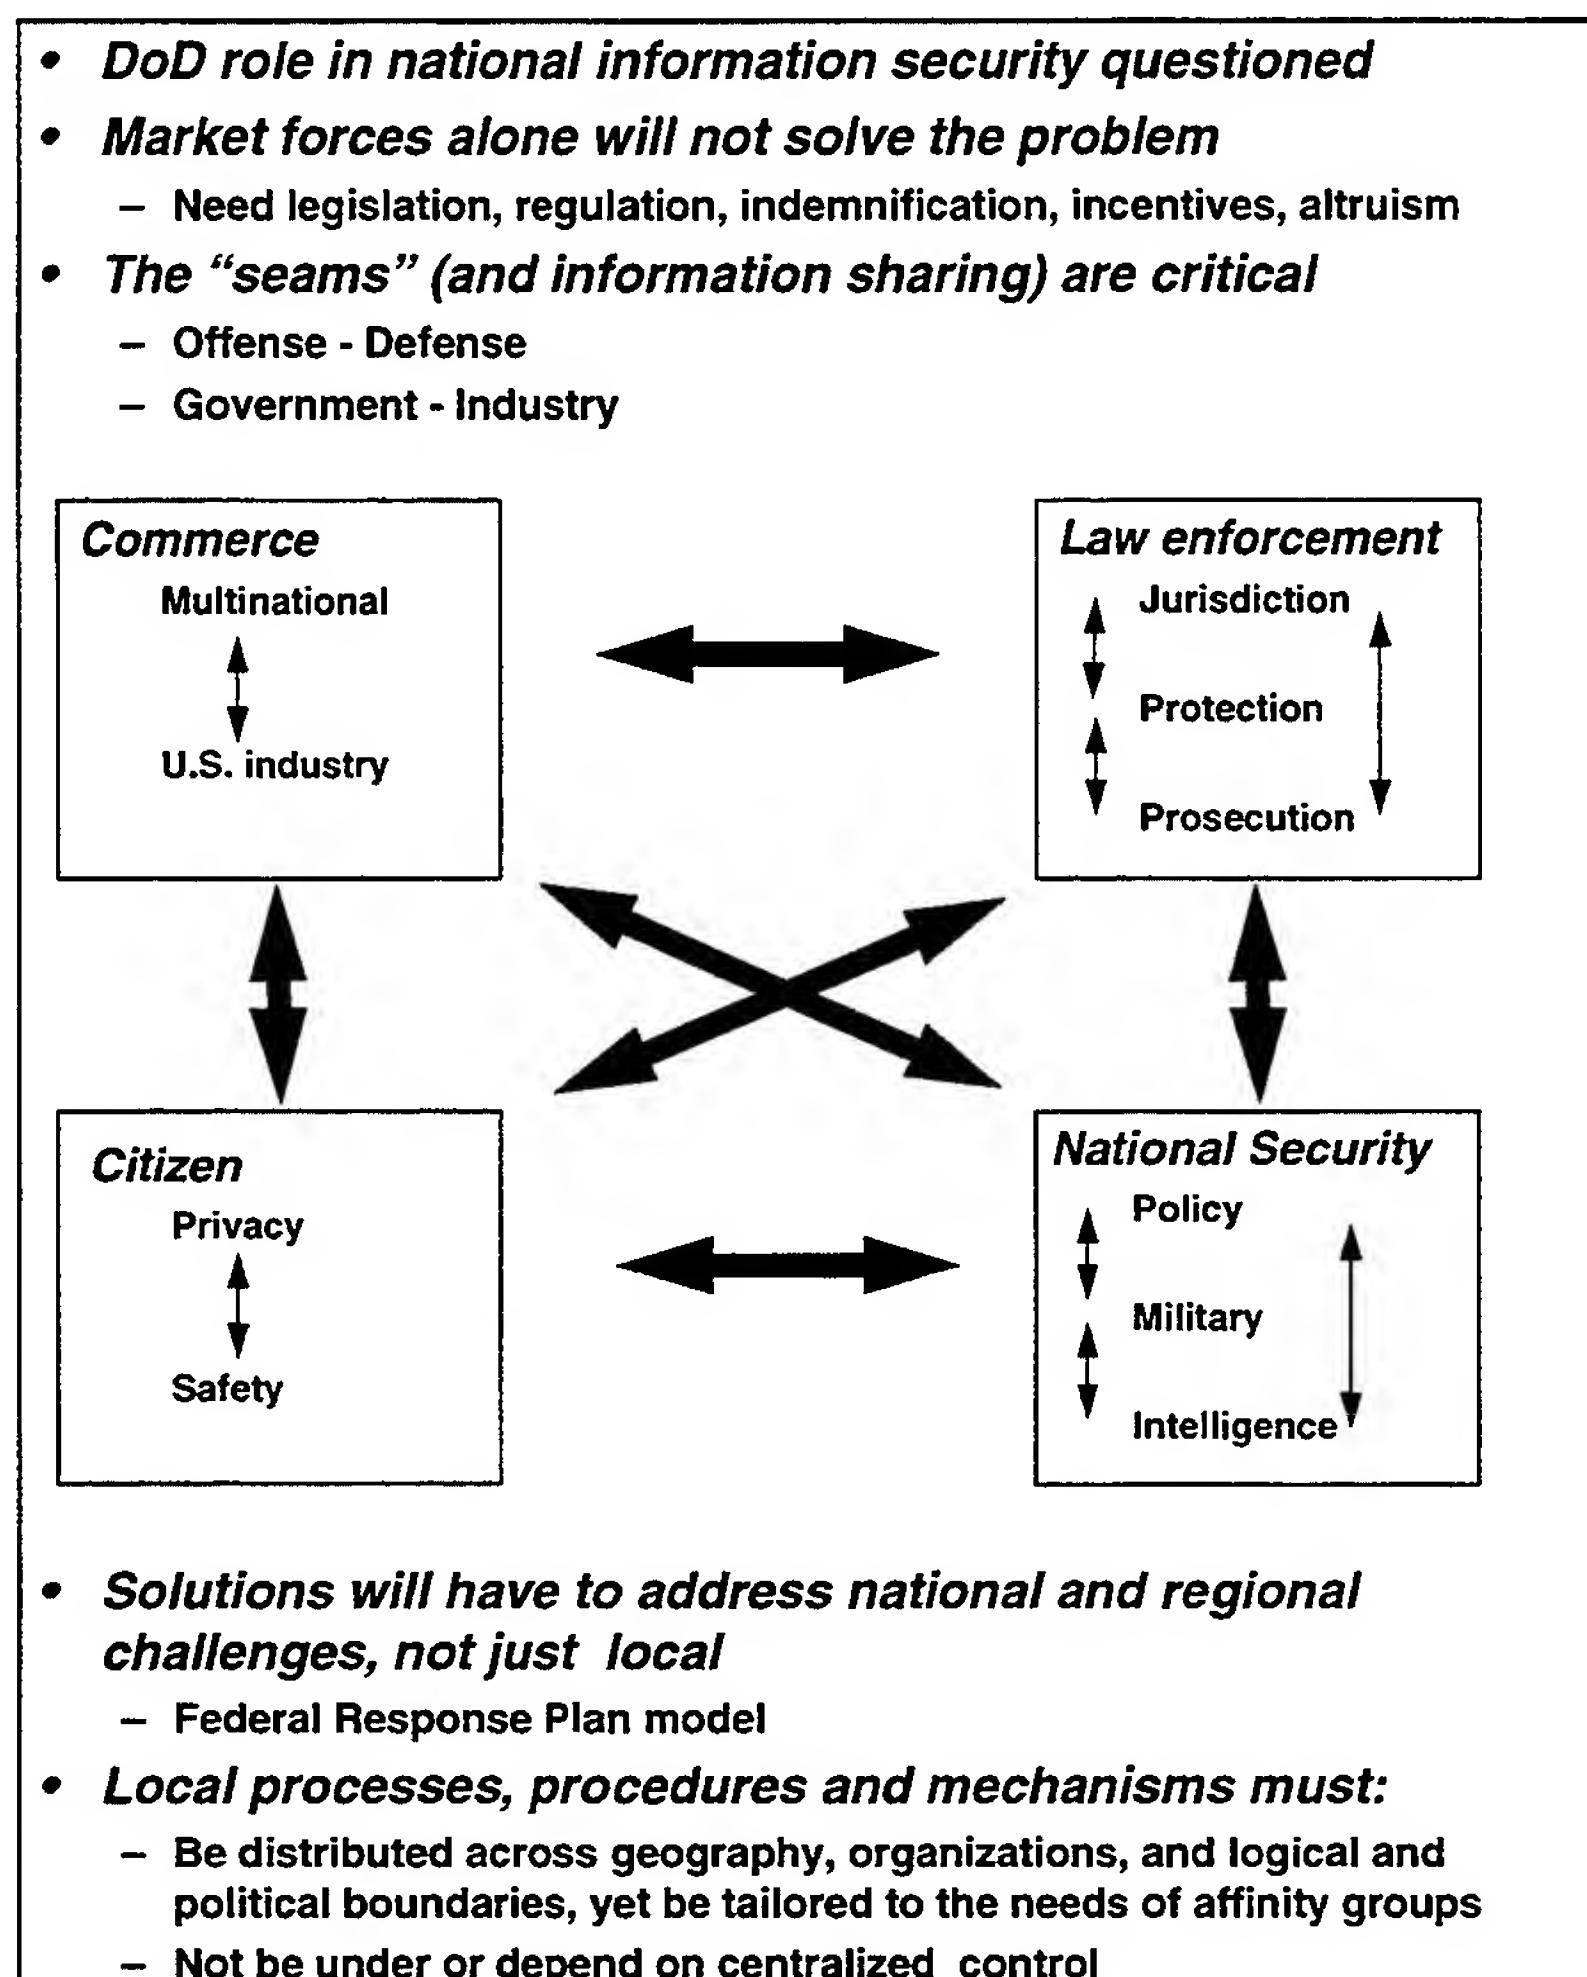 • DoD role in national information security questioned
• Market forces alone will not solve the problem
– Need legislation, regulation, indemnification, incentives, altruism
• The “seams” (and information sharing) are critical
– Offense - Defense
– Government - Industry
Commerce
Multinational
U.S. industry
Law enforcement
Jurisdiction
Protection
Prosecution
Citizen
Privacy
Safety
National Security
Policy
Military
Intelligence
• Solutions will have to address national and regional
challenges, not just local
– Federal Response Plan model
• Local processes, procedures and mechanisms must:
– Be distributed across geography, organizations, and logical and
political boundaries, yet be tailored to the needs of affinity groups
– Not be under or depend on centralized control